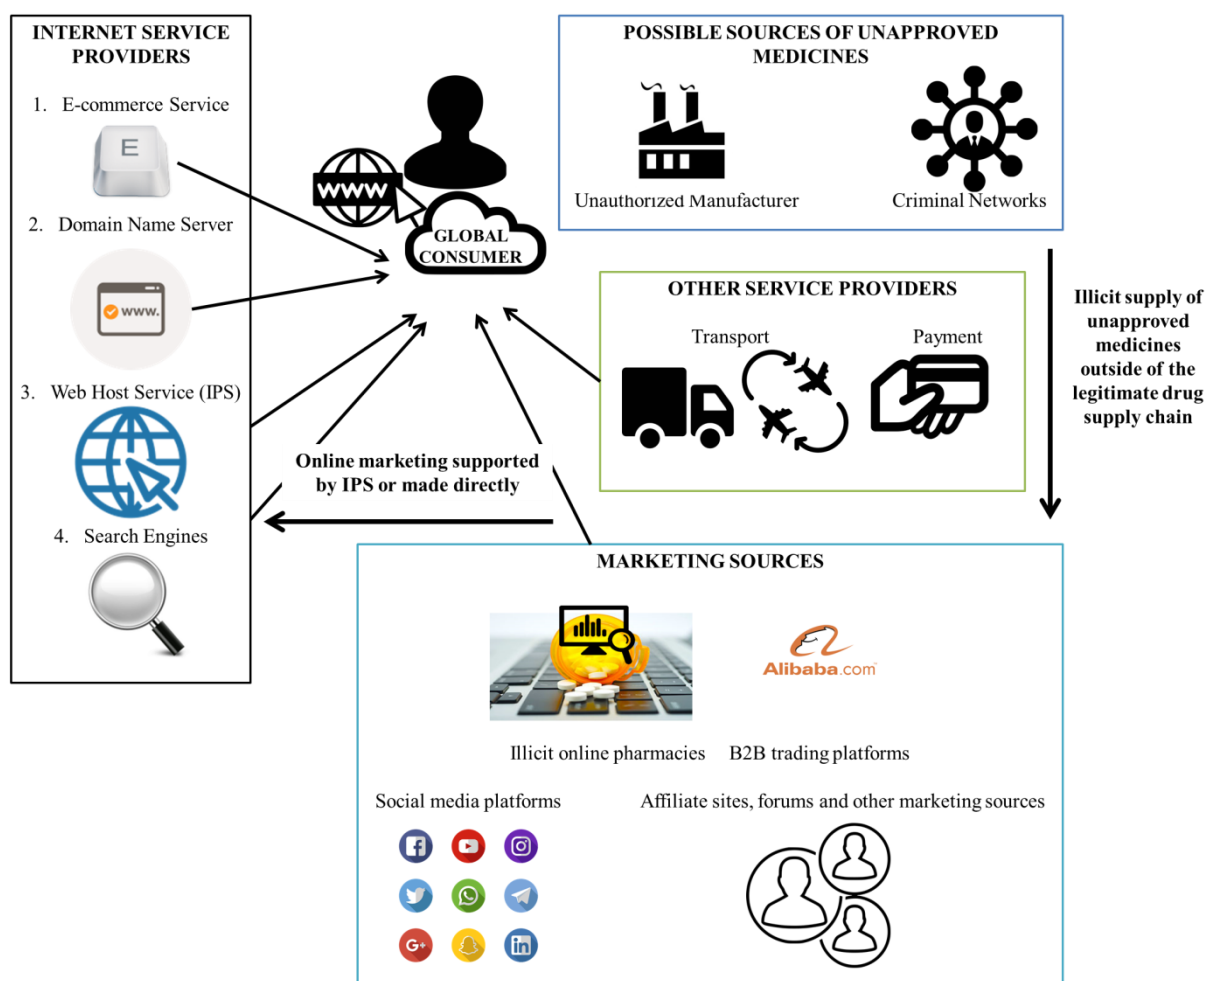 INTERNET SERVICE
PROVIDERS
1. E-commerce Service
E
2. Domain Name Server
www.
3. Web Host Service (IPS)
4. Search Engines
www
GLOBAL
CONSUMER
POSSIBLE SOURCES OF UNAPPROVED
MEDICINES
Unauthorized Manufacturer
Criminal Networks
OTHER SERVICE PROVIDERS
Transport
Payment
Illicit supply of
unapproved
medicines
outside of the
legitimate drug
supply chain
Online marketing supported
by IPS or made directly
MARKETING SOURCES
Alibaba.com
Illicit online pharmacies
B2B trading platforms
Social media platforms
Affiliate sites, forums and other marketing sources
f
G+
in